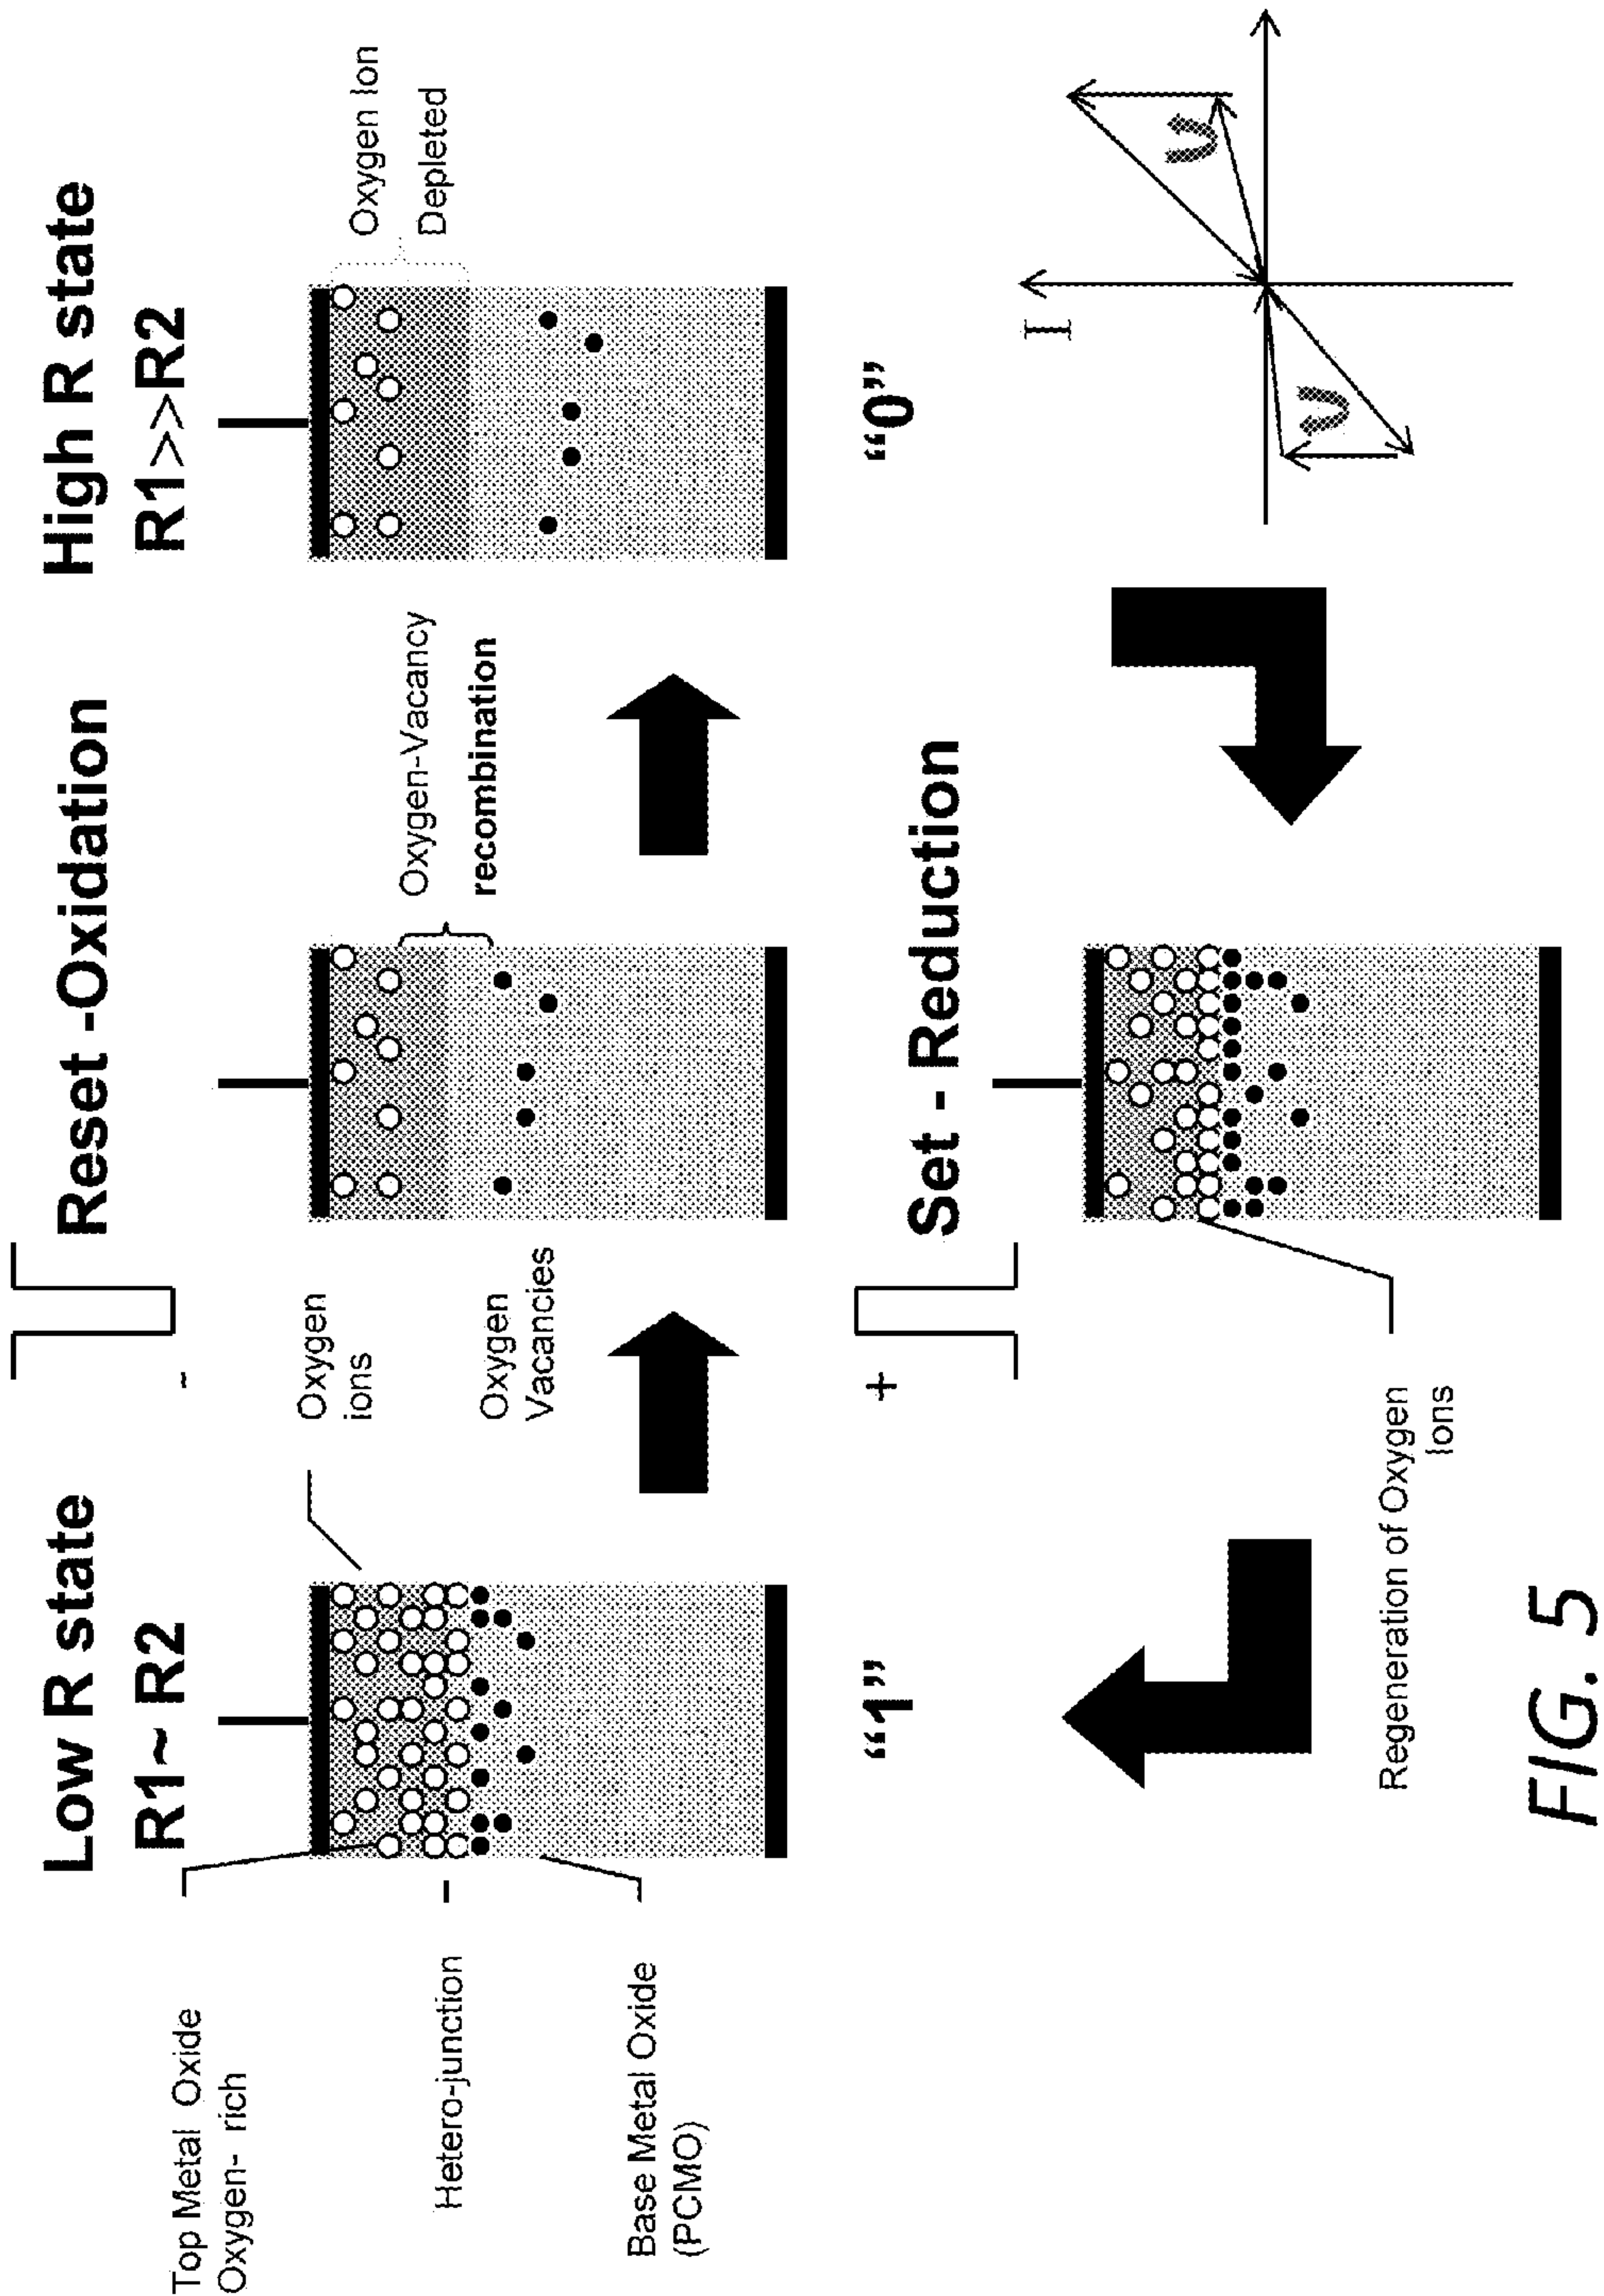 Low R state
R1~ R2
Reset -Oxidation
High R state
R1>>R2
-
Top Metal Oxide
Oxygen- rich
Oxygen
ions
Oxygen Ion
Depleted
Oxygen-Vacancy
recombination
Hetero-junction
Oxygen
Vacancies
Base Metal Oxide
(PCMO)
“1”
+
Set - Reduction
“0”
I
Regeneration of Oxygen
Ions
FIG. 5